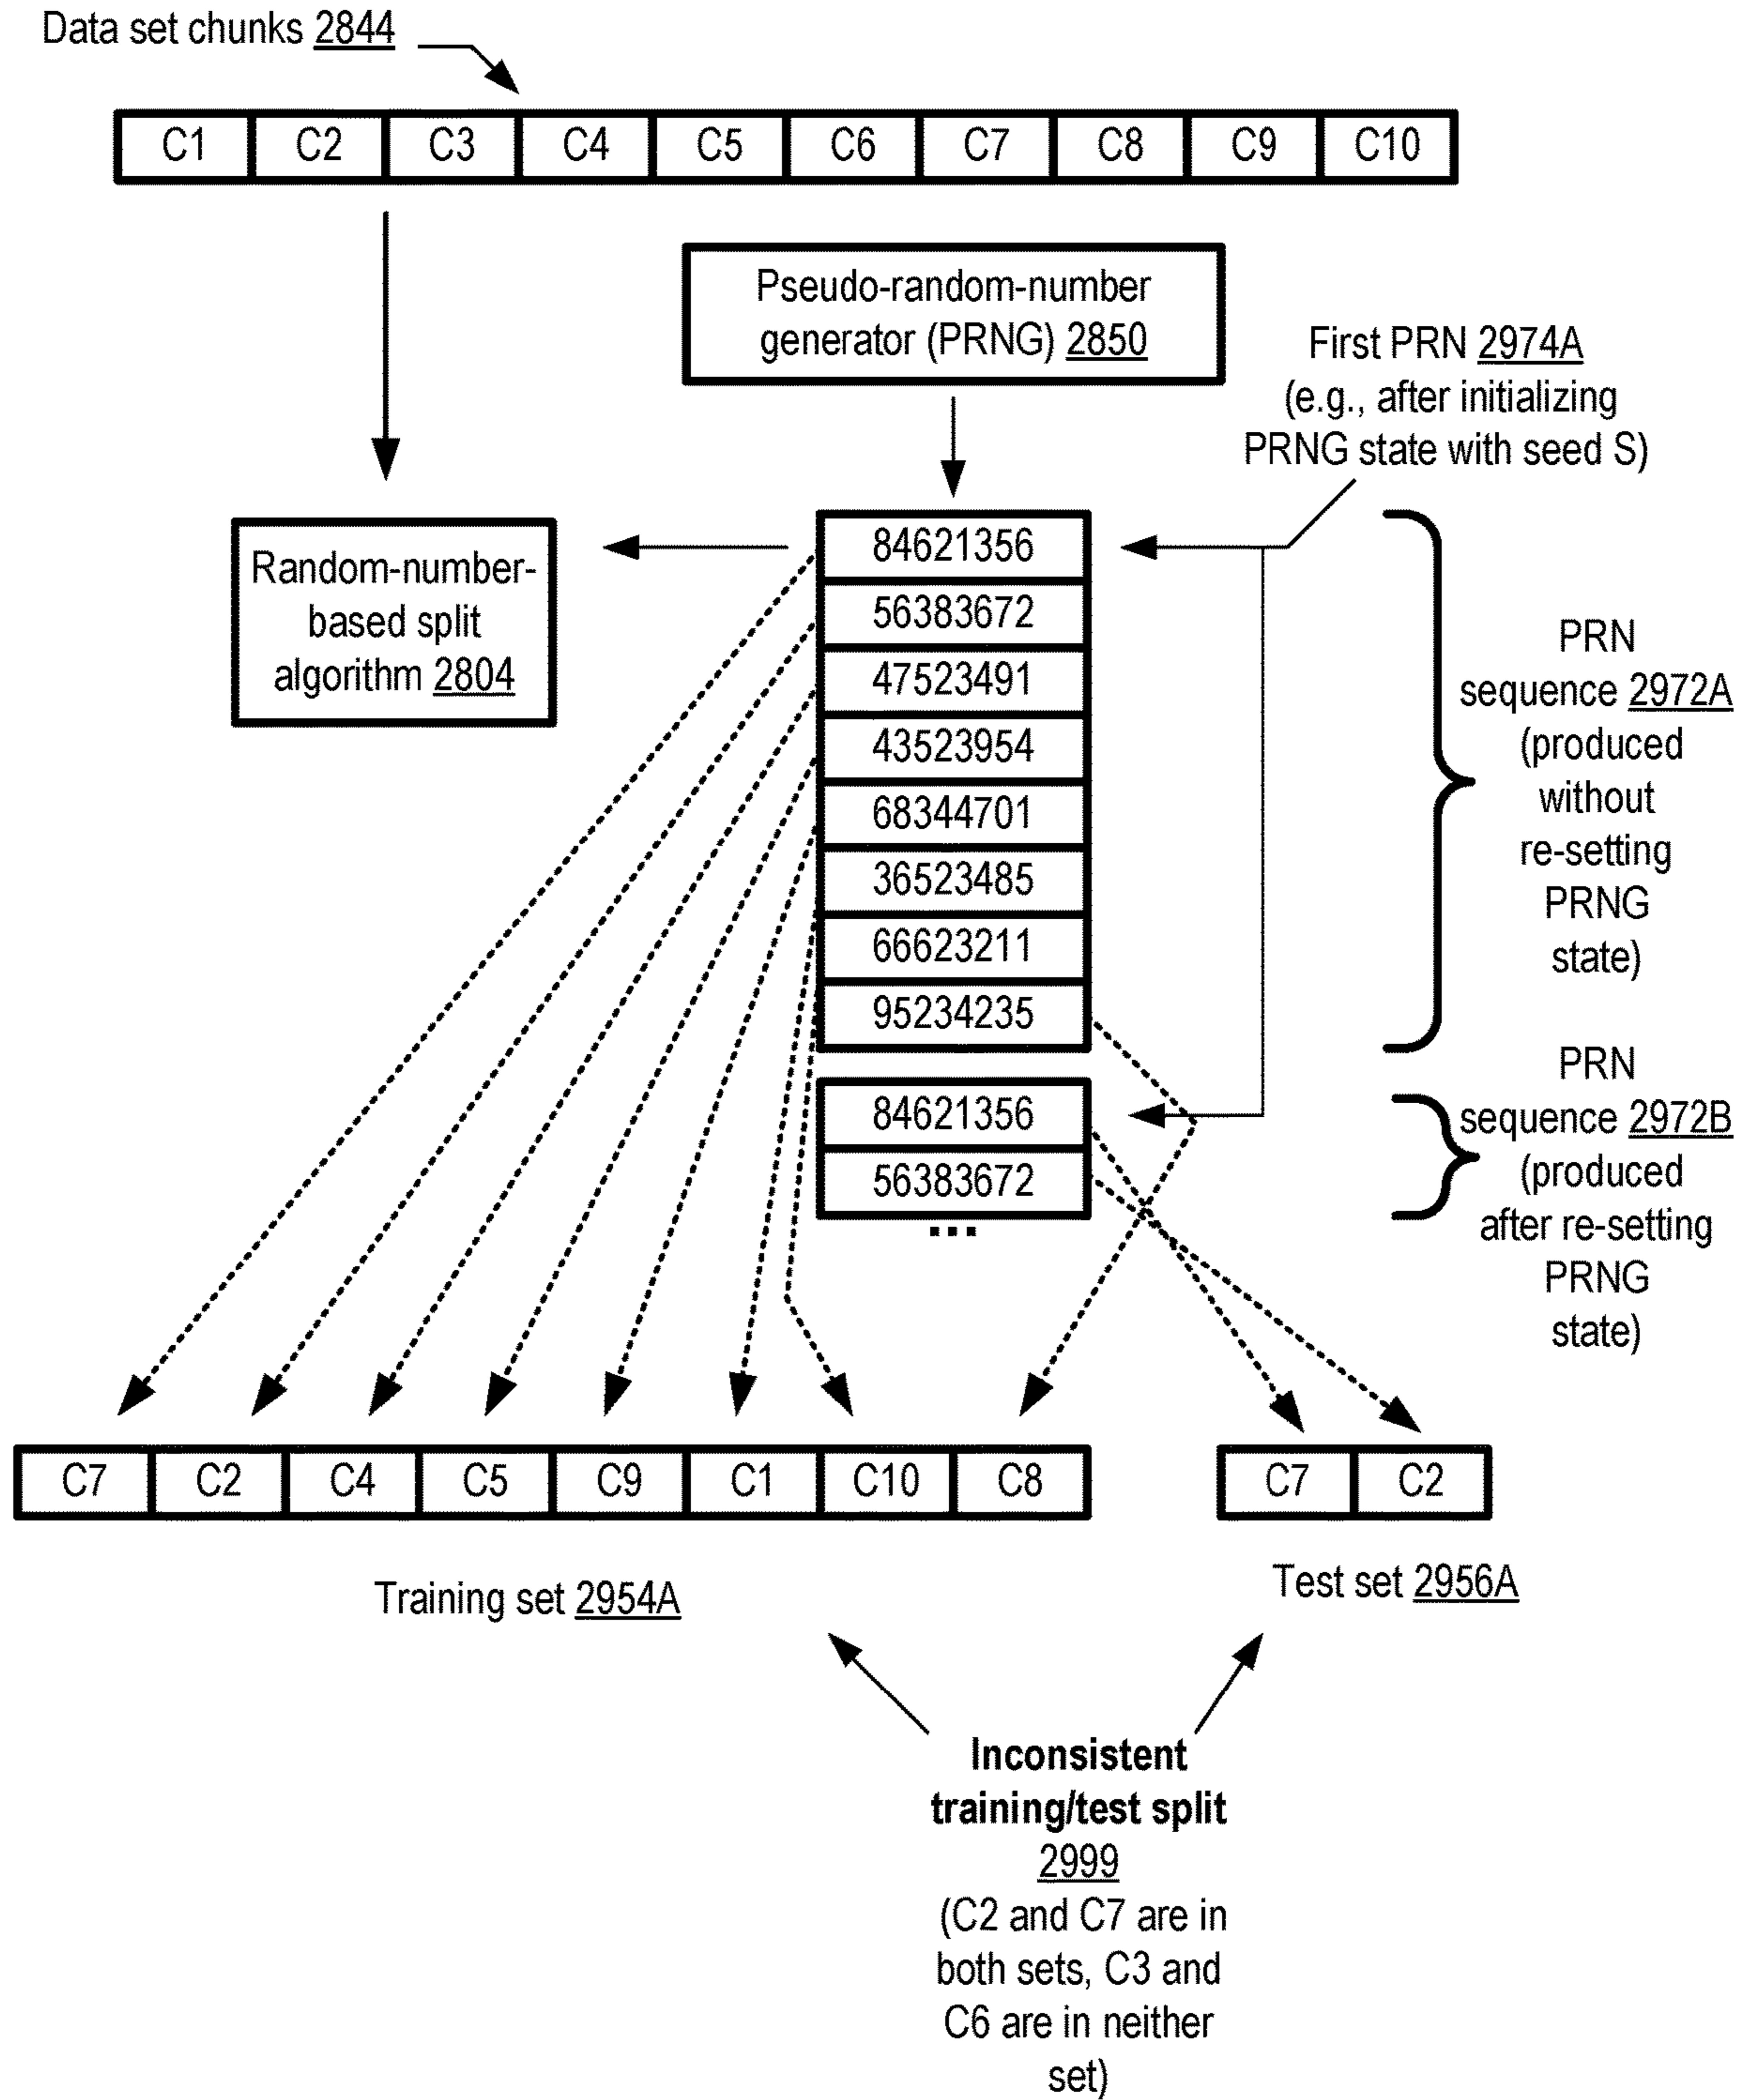 Data set chunks 2844
C1 C2 C3 C4 C5 C6 C7 C8 C9 C10
Pseudo-random-number
generator (PRNG) 2850
First PRN 2974A
(e.g., after initializing
PRNG state with seed S)
Random-number-
based split
algorithm 2804
84621356
56383672
47523491
43523954
68344701
36523485
66623211
95234235
PRN
sequence 2972A
(produced
without
re-setting
PRNG
state)
84621356
56383672
...
PRN
sequence 2972B
(produced
after re-setting
PRNG
state)
C7 C2 C4 C5 C9 C1 C10 C8
C7 C2
Training set 2954A
Test set 2956A
Inconsistent
training/test split
2999
(C2 and C7 are in
both sets, C3 and
C6 are in neither
set)